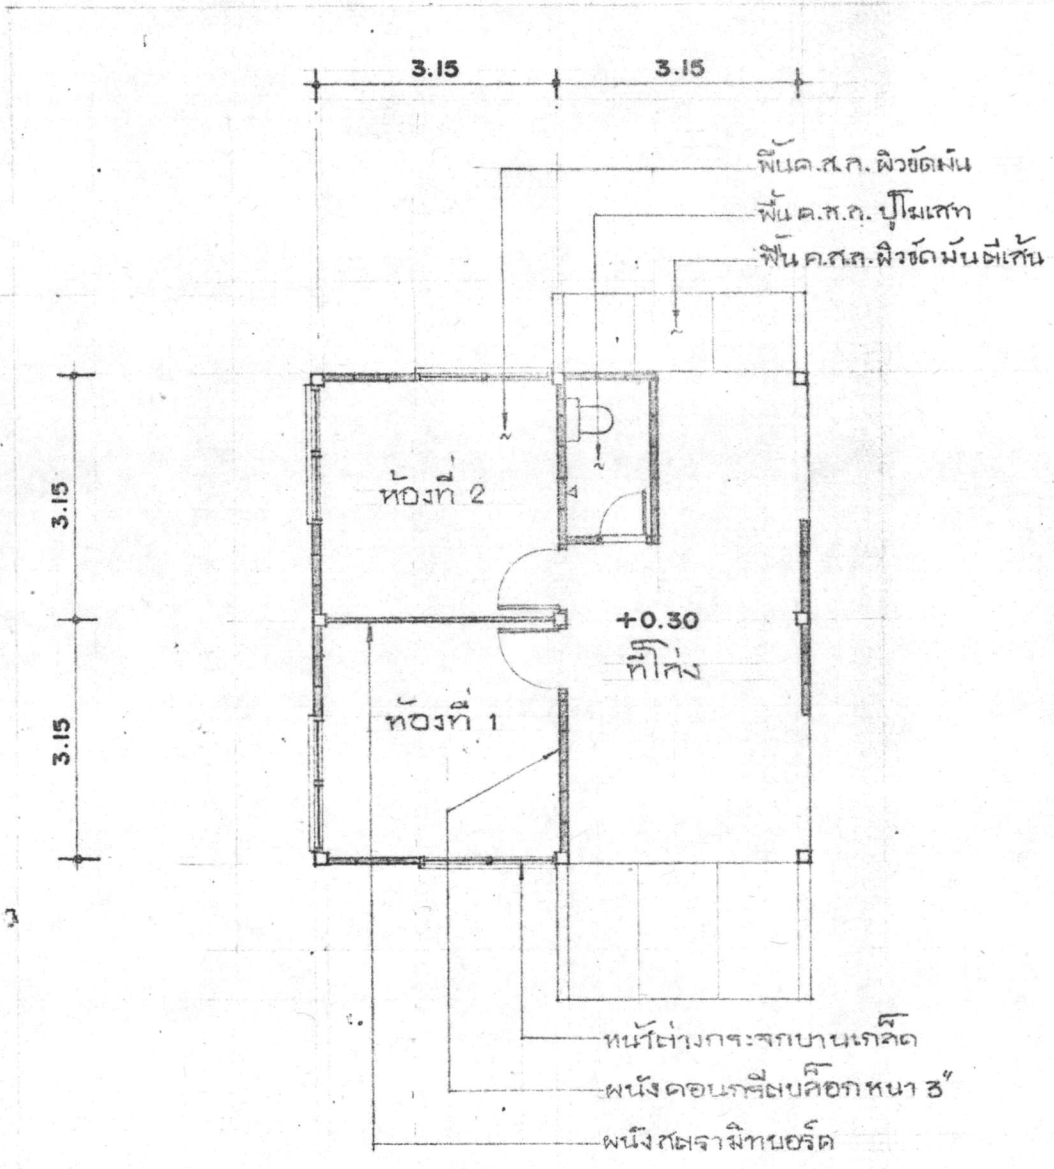 3.15 3.15
พื้นค.ส.ล. ผิวขัดมัน
พื้นค.ส.ล. ปูโมเสท
พื้นค.ส.ล. ผิวขัดมันตีเส้น
3.15
ห้องที่ 2
+0.30
ที่โล่ง
ห้องที่ 1
3.15
หน้าต่างกระจกบานเกล็ด
ผนังคอนกรีตบล็อกหนา 3"
ผนังสตรามิทบอร์ด